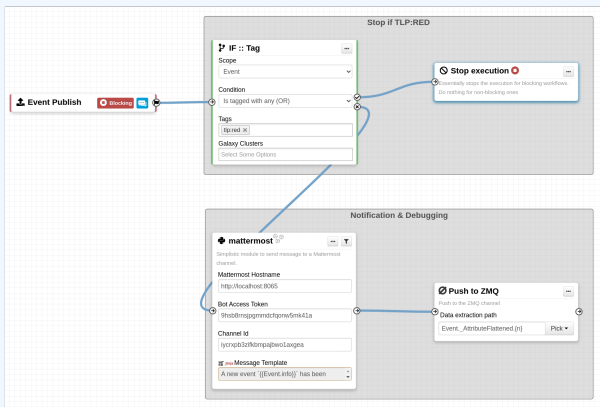 Stop if TLP:RED
IF :: Tag
Scope
Event
Condition
Is tagged with any (OR)
Tags
tlp:red ×
Galaxy Clusters
Select Some Options
Stop execution
Essentially stops the execution for blocking workflows.
Do nothing for non-blocking ones
Event Publish
Blocking
Notification & Debugging
mattermost
Simplistic module to send message to a Mattermost
channel.
Mattermost Hostname
http://localhost:8065
Bot Access Token
Channel Id
Message Template
A new event `{{Event.info}}` has been
Push to ZMQ
Push to the ZMQ channel
Data extraction path
Event._AttributeFlattened.{n}
Pick